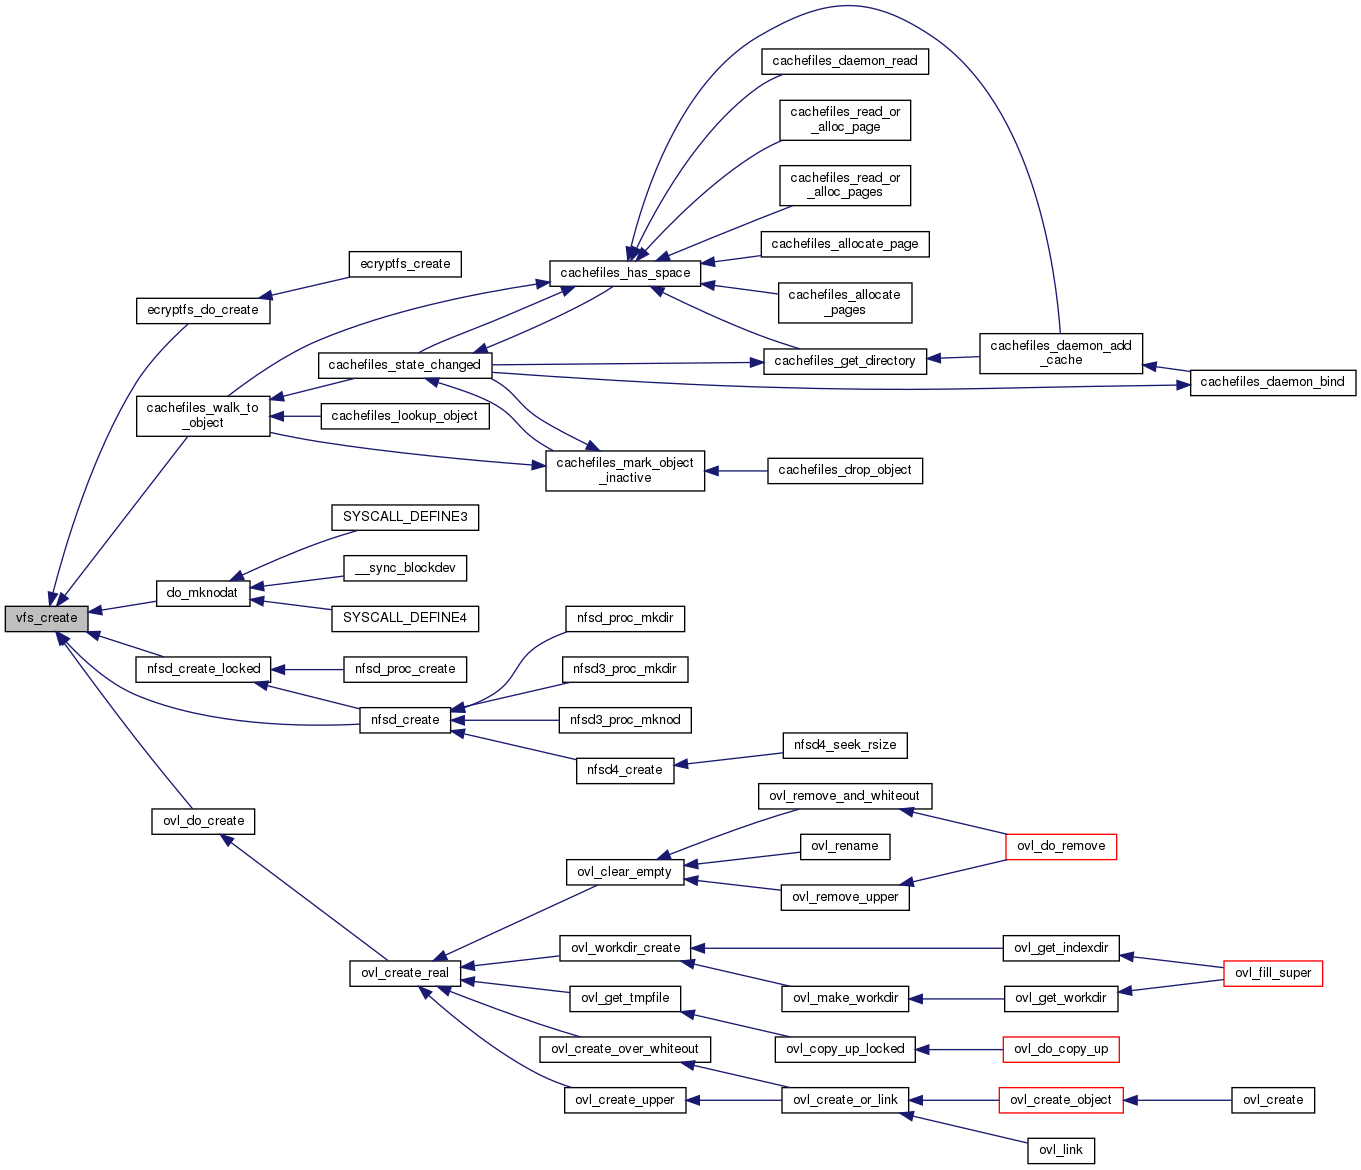 cachefiles_daemon_read
cachefiles_read_or
_alloc_page
cachefiles_read_or
_alloc_pages
cachefiles_allocate_page
ecryptfs_create
cachefiles_has_space
cachefiles_allocate
_pages
ecryptfs_do_create
cachefiles_daemon_add
_cache
cachefiles_state_changed
cachefiles_get_directory
cachefiles_daemon_bind
cachefiles_walk_to
_object
cachefiles_lookup_object
cachefiles_mark_object
_inactive
cachefiles_drop_object
SYSCALL_DEFINE3
__sync_blockdev
do_mknodat
SYSCALL_DEFINE4
vfs_create
nfsd_proc_mkdir
nfsd_create_locked
nfsd_proc_create
nfsd3_proc_mkdir
nfsd_create
nfsd3_proc_mknod
nfsd4_seek_rsize
nfsd4_create
ovl_remove_and_whiteout
ovl_do_create
ovl_rename
ovl_do_remove
ovl_clear_empty
ovl_remove_upper
ovl_workdir_create
ovl_get_indexdir
ovl_create_real
ovl_fill_super
ovl_get_tmpfile
ovl_make_workdir
ovl_get_workdir
ovl_create_over_whiteout
ovl_copy_up_locked
ovl_do_copy_up
ovl_create_upper
ovl_create_or_link
ovl_create_object
ovl_create
ovl_link